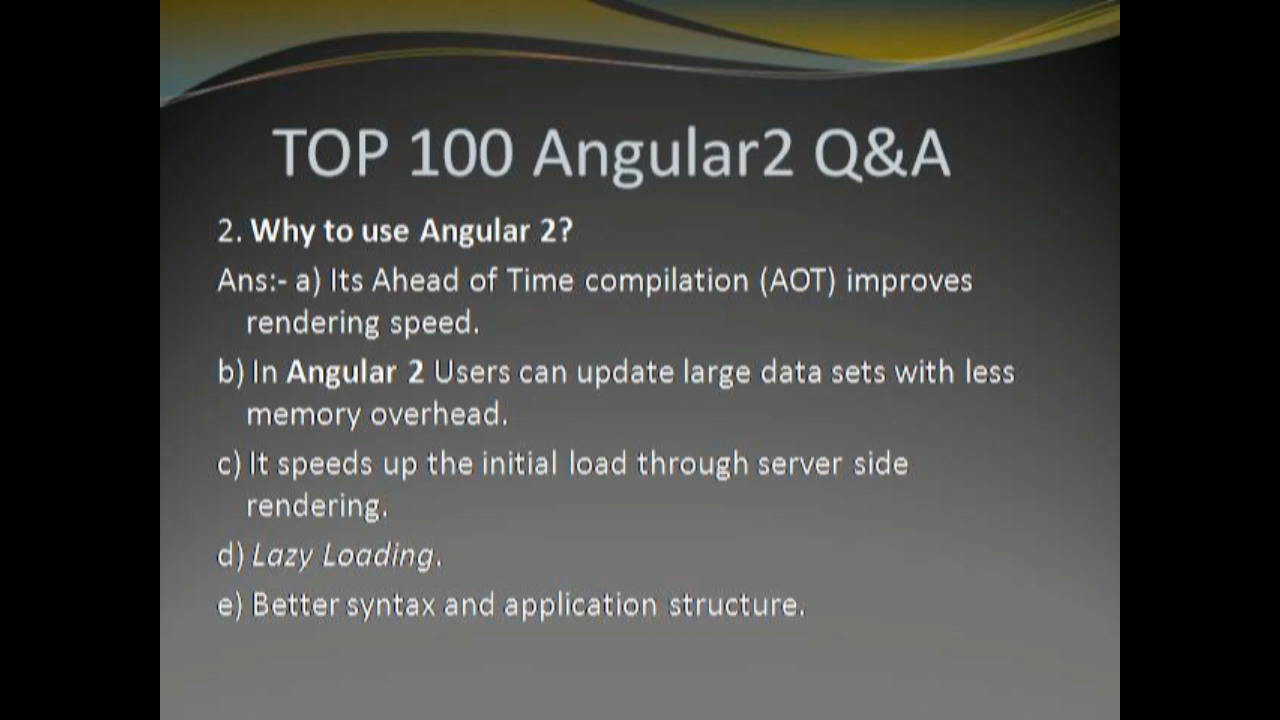 TOP 100 Angular2 Q&A
2. Why to use Angular 2?
Ans:- a) Its Ahead of Time compilation (AOT) improves
rendering speed.
b) In Angular 2 Users can update large data sets with less
memory overhead.
c) It speeds up the initial load through server side
rendering.
d) Lazy Loading.
e) Better syntax and application structure.